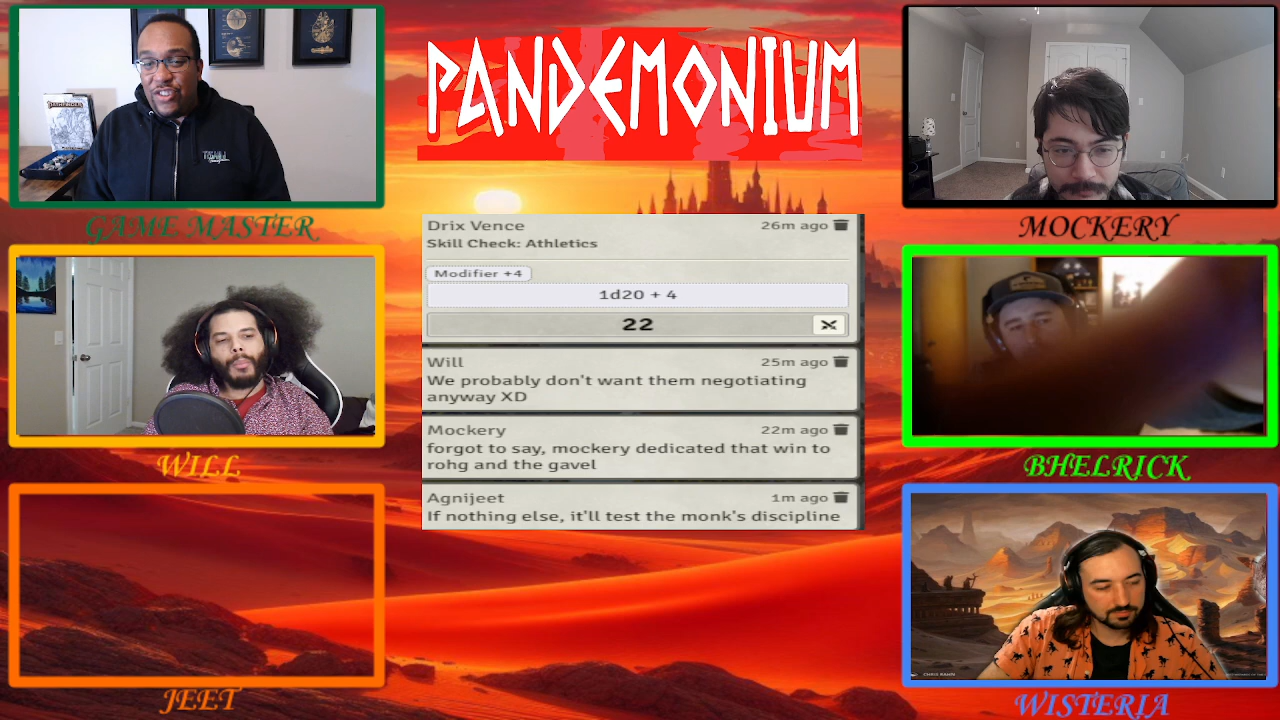 PANDEMONIUM
GAME MASTER
MOCKERY
Drix Vence 26m ago
Skill Check: Athletics
Modifier +4
1d20 + 4
22
Will 25m ago
We probably don't want them negotiating
anyway XD
Mockery 22m ago
forgot to say, mockery dedicated that win to
rohg and the gavel
Agnijeet 1m ago
If nothing else, it'll test the monk's discipline
WILL
BHELRICK
JEET
WISTERIA
CHRIS RAHN